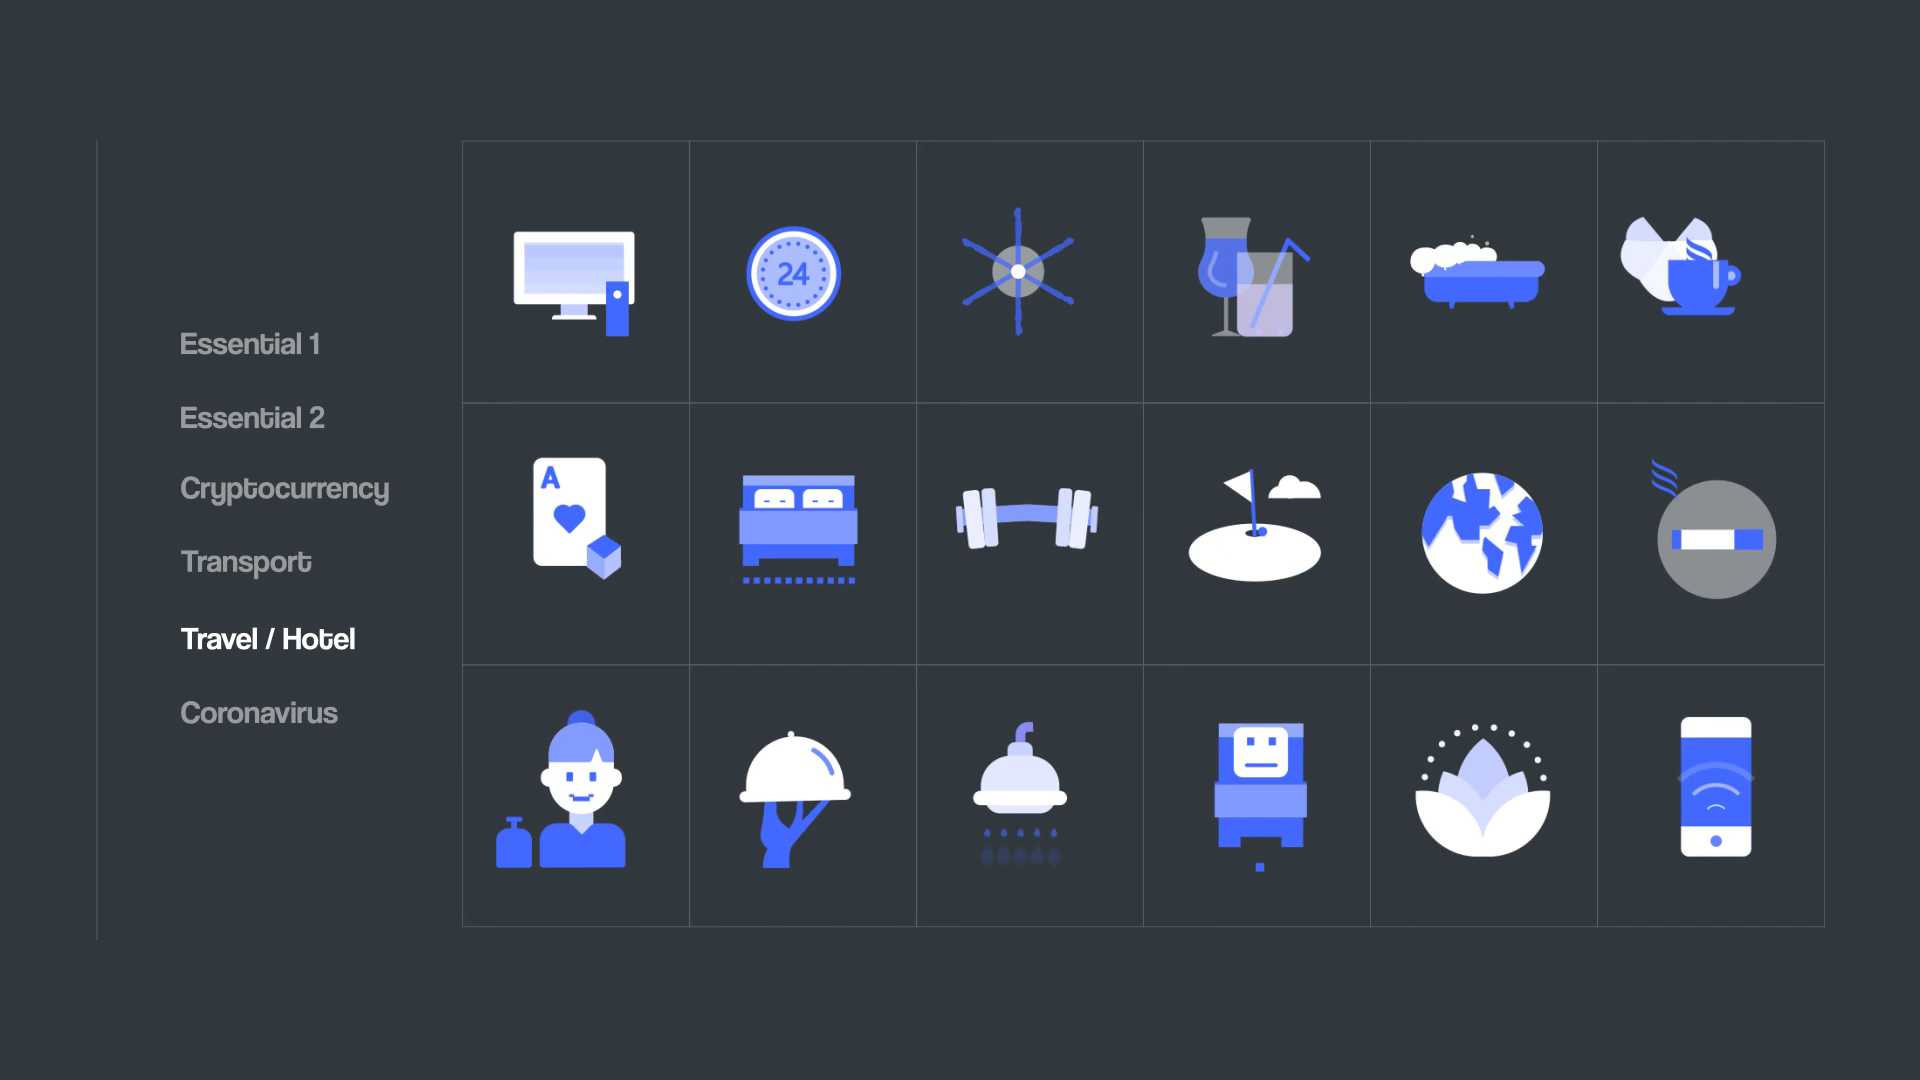 Essential 1
Essential 2
Cryptocurrency
Transport
Travel / Hotel
Coronavirus
24
A